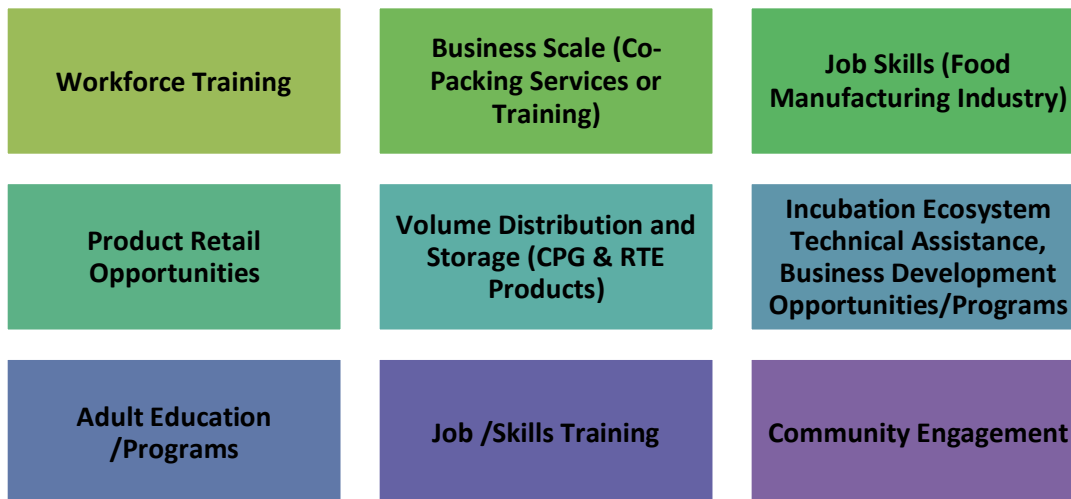 Workforce Training
Business Scale (Co-
Packing Services or
Training)
Job Skills (Food
Manufacturing Industry)
Product Retail
Opportunities
Volume Distribution and
Storage (CPG & RTE
Products)
Incubation Ecosystem
Technical Assistance,
Business Development
Opportunities/Programs
Adult Education
/Programs
Job /Skills Training
Community Engagement